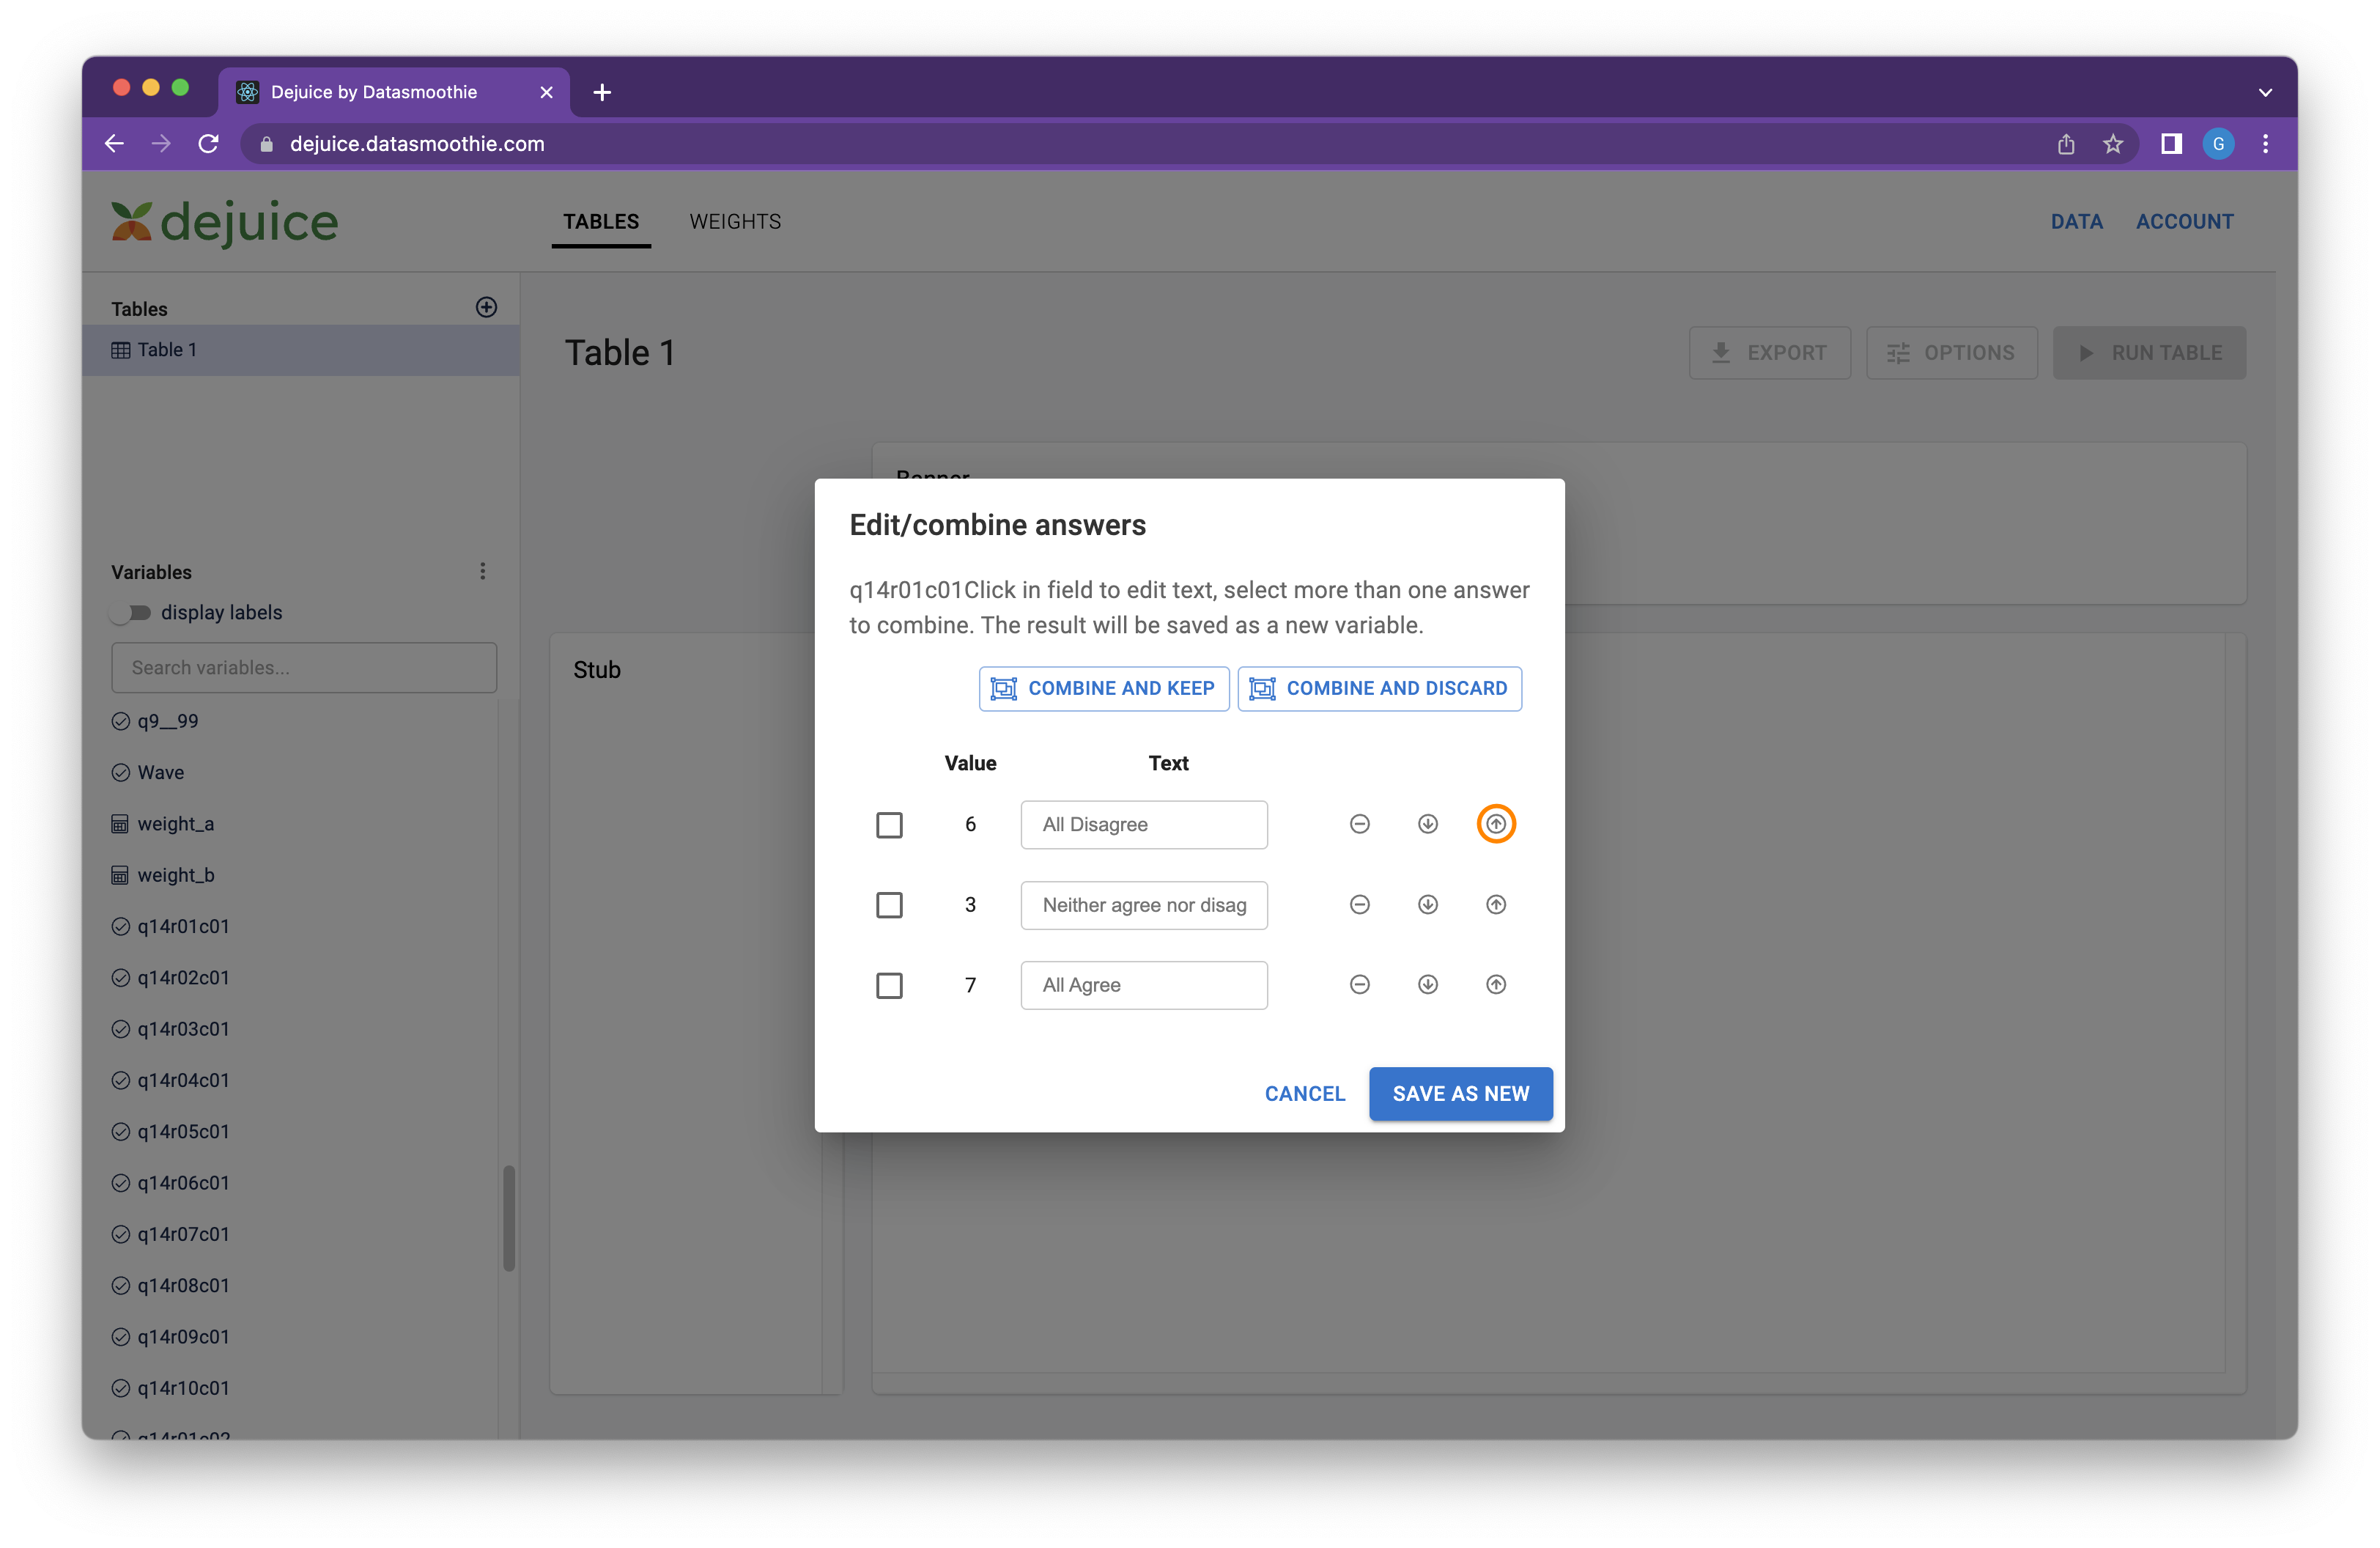 Dejuice by Datasmoothie
dejuice.datasmoothie.com
G
dejuice
TABLES
WEIGHTS
DATA
ACCOUNT
Tables
Table 1
Table 1
EXPORT
OPTIONS
RUN TABLE
Banner
Variables
display labels
Search variables...
q9__99
Wave
weight_a
weight_b
q14r01c01
q14r02c01
q14r03c01
q14r04c01
q14r05c01
q14r06c01
q14r07c01
q14r08c01
q14r09c01
q14r10c01
q14r01c02
Stub
Edit/combine answers
q14r01c01Click in field to edit text, select more than one answer
to combine. The result will be saved as a new variable.
COMBINE AND KEEP
COMBINE AND DISCARD
Value Text
6 All Disagree
3 Neither agree nor disag
7 All Agree
CANCEL
SAVE AS NEW